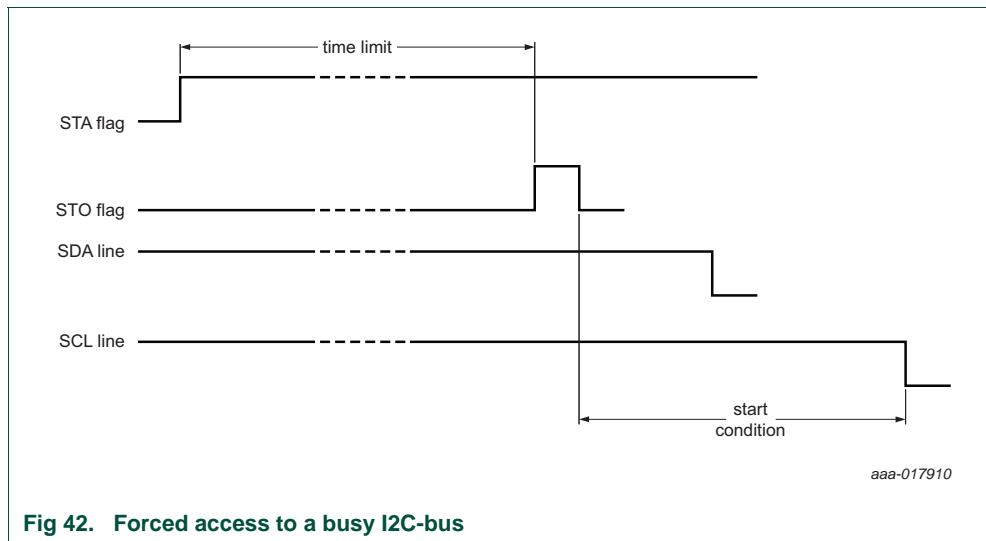 time limit
STA flag
STO flag
SDA line
SCL line
start
condition
aaa-017910
Fig 42. Forced access to a busy I2C-bus